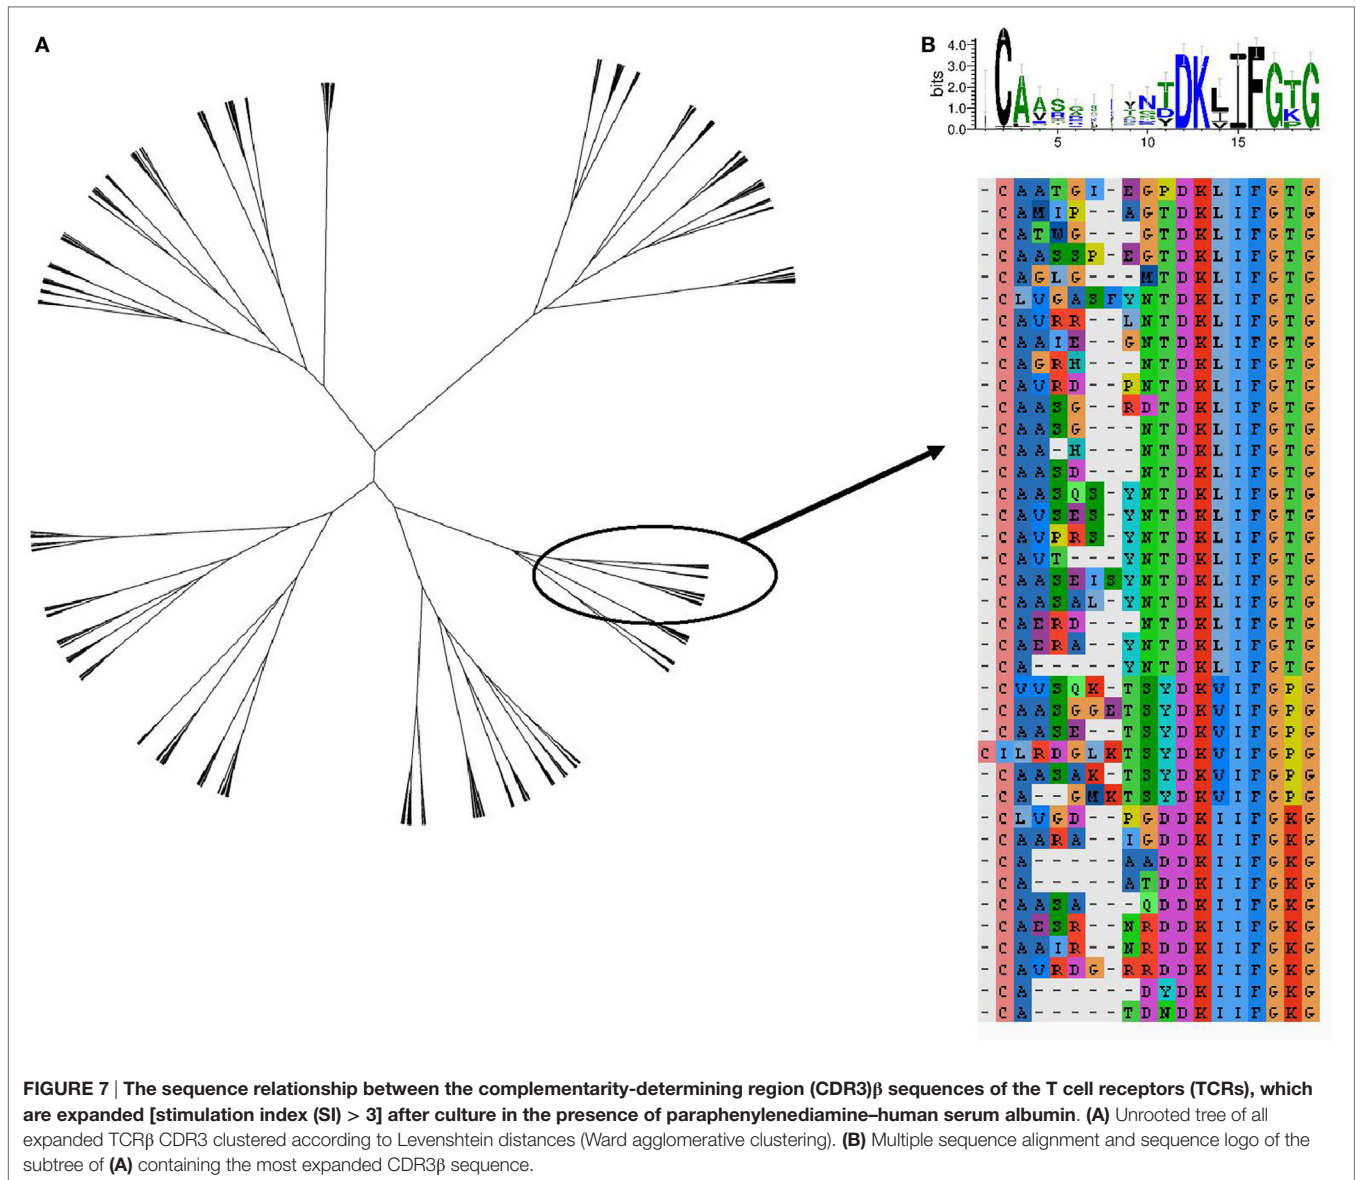 A
B
bits
4.0
3.0
2.0
1.0
0.0
5
10
15
- C A A T G I - E G P D K L I F G T G
- C A M I P - - A G T D K L I F G T G
- C A T W G - - - G T D K L I F G T G
- C A A S S P - E G T D K L I F G T G
- C A G L G - - - M T D K L I F G T G
- C L V G A S F Y N T D K L I F G T G
- C A V R R - - L N T D K L I F G T G
- C A A I E - - G N T D K L I F G T G
- C A G R H - - - N T D K L I F G T G
- C A V R D - - P N T D K L I F G T G
- C A A S G - - R D T D K L I F G T G
- C A A S G - - - N T D K L I F G T G
- C A A - H - - - N T D K L I F G T G
- C A A S D - - - N T D K L I F G T G
- C A A S Q S - Y N T D K L I F G T G
- C A V S E S - Y N T D K L I F G T G
- C A V P R S - Y N T D K L I F G T G
- C A V T - - - Y N T D K L I F G T G
- C A A S E I S Y N T D K L I F G T G
- C A A S A L - Y N T D K L I F G T G
- C A E R D - - - N T D K L I F G T G
- C A E R A - - Y N T D K L I F G T G
- C A - - - - - Y N T D K L I F G T G
- C V V S Q K - T S Y D K V I F G P G
- C A A S G G E T S Y D K V I F G P G
- C A A S E - - T S Y D K V I F G P G
C I L R D G L K T S Y D K V I F G P G
- C A A S A K - T S Y D K V I F G P G
- C A - - G M K T S Y D K V I F G P G
- C L V G D - - P G D D K I I F G K G
- C A A R A - - I G D D K I I F G K G
- C A - - - - - A A D D K I I F G K G
- C A - - - - - A T D D K I I F G K G
- C A A S A - - - Q D D K I I F G K G
- C A E S R - - N R D D K I I F G K G
- C A A I R - - N R D D K I I F G K G
- C A V R D G - R R D D K I I F G K G
- C A - - - - - - D Y D K I I F G K G
- C A - - - - - T D N D K I I F G K G
FIGURE 7 | The sequence relationship between the complementarity-determining region (CDR3)β sequences of the T cell receptors (TCRs), which
are expanded [stimulation index (SI) > 3] after culture in the presence of paraphenylenediamine–human serum albumin. (A) Unrooted tree of all
expanded TCRβ CDR3 clustered according to Levenshtein distances (Ward agglomerative clustering). (B) Multiple sequence alignment and sequence logo of the
subtree of (A) containing the most expanded CDR3β sequence.